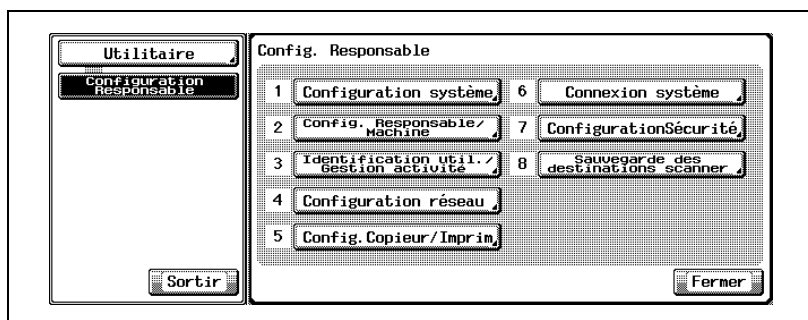 Utilitaire
Configuration
Responsable
Sortir
Config. Responsable
1 Configuration système
2 Config. Responsable/
Machine
3 Identification util./
Gestion activité
4 Configuration réseau
5 Config.Copieur/Imprim
6 Connexion système
7 ConfigurationSécurité
8 Sauvegarde des
destinations scanner
Fermer